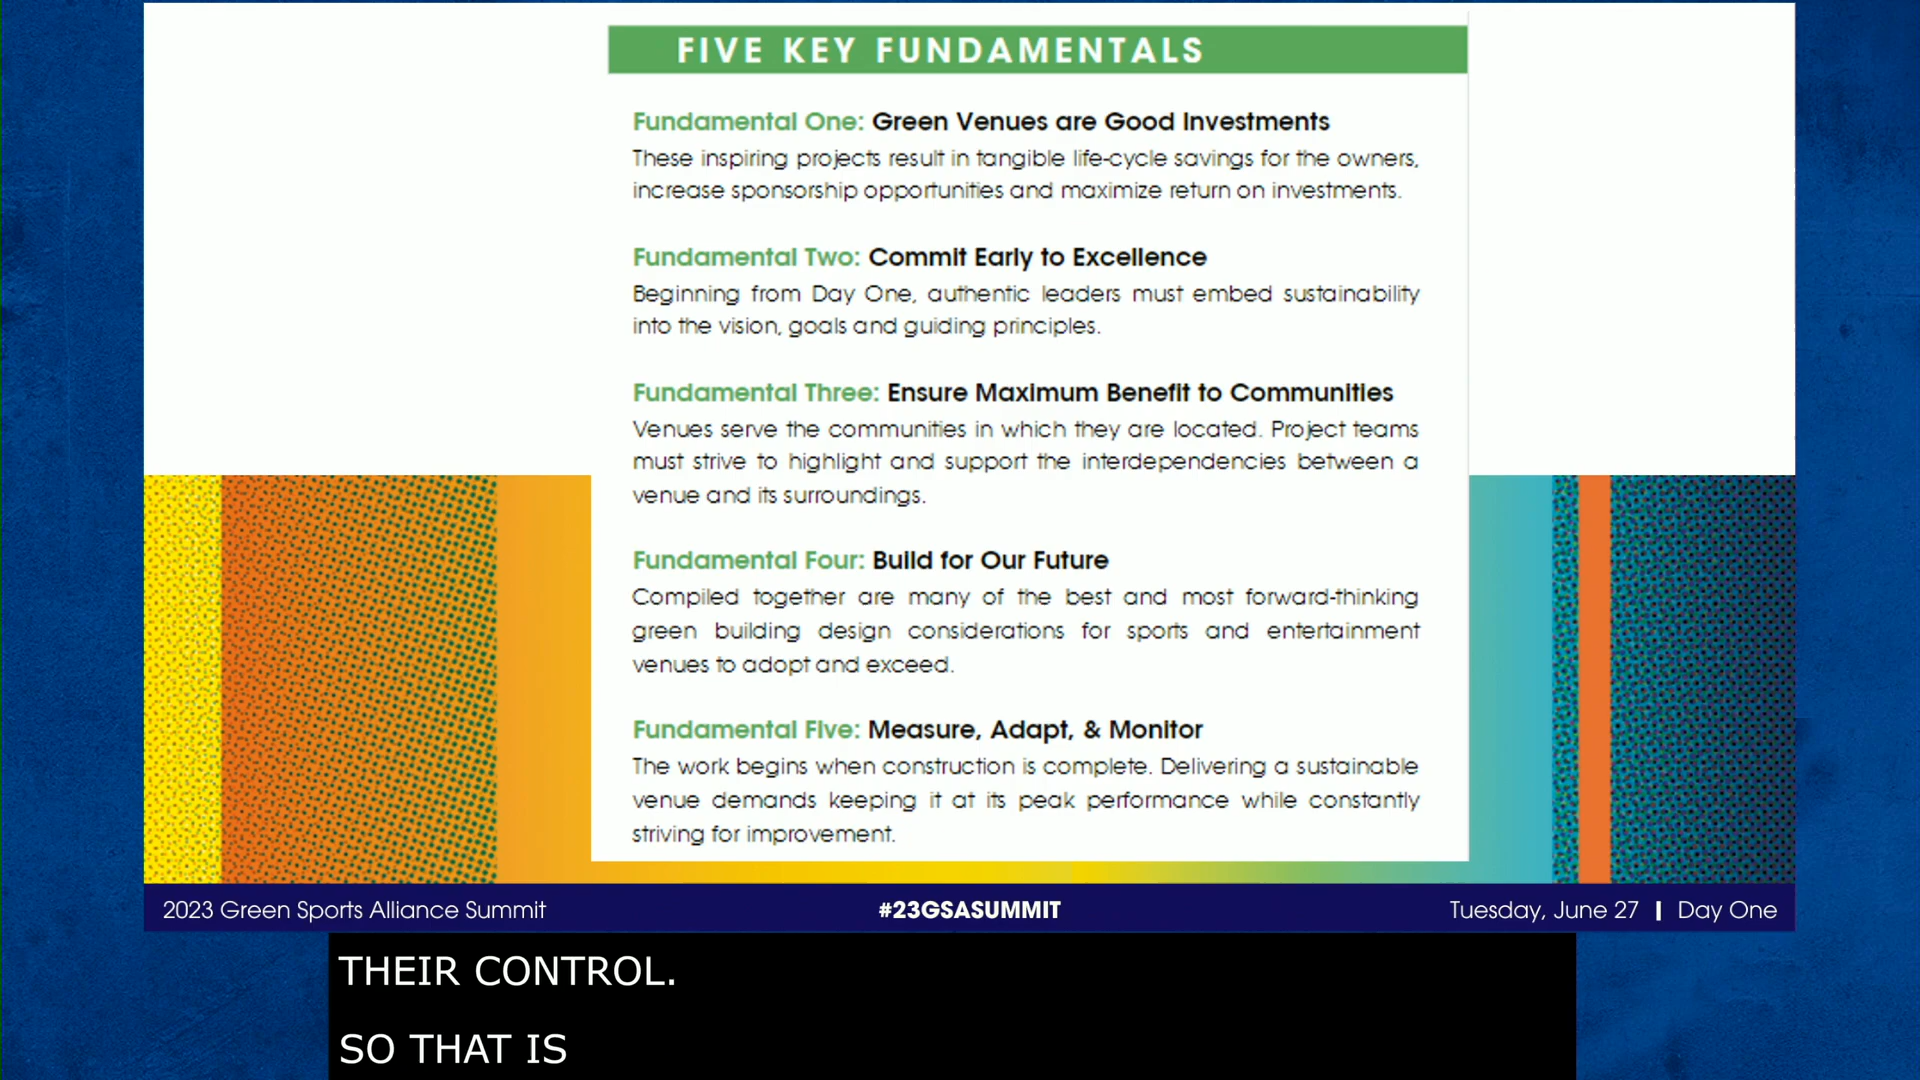 FIVE KEY FUNDAMENTALS
Fundamental One: Green Venues are Good Investments
These inspiring projects result in tangible life-cycle savings for the owners,
increase sponsorship opportunities and maximize return on investments.
Fundamental Two: Commit Early to Excellence
Beginning from Day One, authentic leaders must embed sustainability
into the vision, goals and guiding principles.
Fundamental Three: Ensure Maximum Benefit to Communities
Venues serve the communities in which they are located. Project teams
must strive to highlight and support the interdependencies between a
venue and its surroundings.
Fundamental Four: Build for Our Future
Compiled together are many of the best and most forward-thinking
green building design considerations for sports and entertainment
venues to adopt and exceed.
Fundamental Five: Measure, Adapt, & Monitor
The work begins when construction is complete. Delivering a sustainable
venue demands keeping it at its peak performance while constantly
striving for improvement.
2023 Green Sports Alliance Summit #23GSASUMMIT Tuesday, June 27 | Day One
THEIR CONTROL.
SO THAT IS